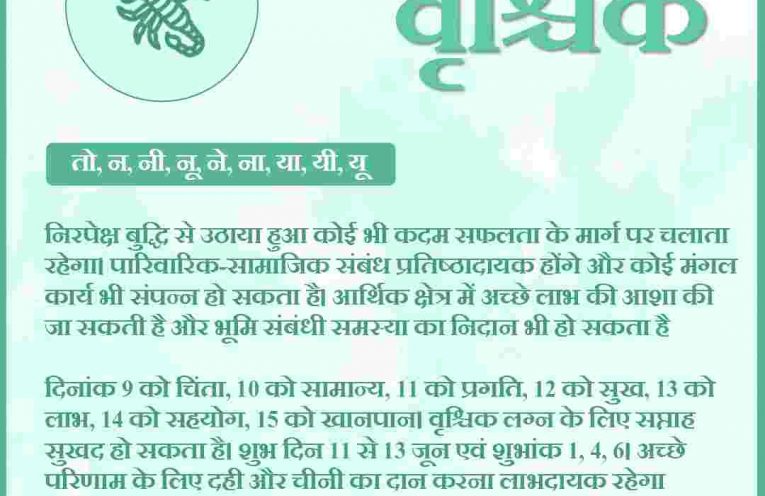 वृश्चिक
तो, न, नी, नू, ने, ना, या, यी, यू
निरपेक्ष बुद्धि से उठाया हुआ कोई भी कदम सफलता के मार्ग पर चलाता
रहेगा। पारिवारिक-सामाजिक संबंध प्रतिष्ठादायक होंगे और कोई मंगल
कार्य भी संपन्न हो सकता है। आर्थिक क्षेत्र में अच्छे लाभ की आशा की
जा सकती है और भूमि संबंधी समस्या का निदान भी हो सकता है
दिनांक 9 को चिंता, 10 को सामान्य, 11 को प्रगति, 12 को सुख, 13 को
लाभ, 14 को सहयोग, 15 को खानपान। वृश्चिक लग्न के लिए सप्ताह
सुखद हो सकता है। शुभ दिन 11 से 13 जून एवं शुभांक 1, 4, 6। अच्छे
परिणाम के लिए दही और चीनी का दान करना लाभदायक रहेगा